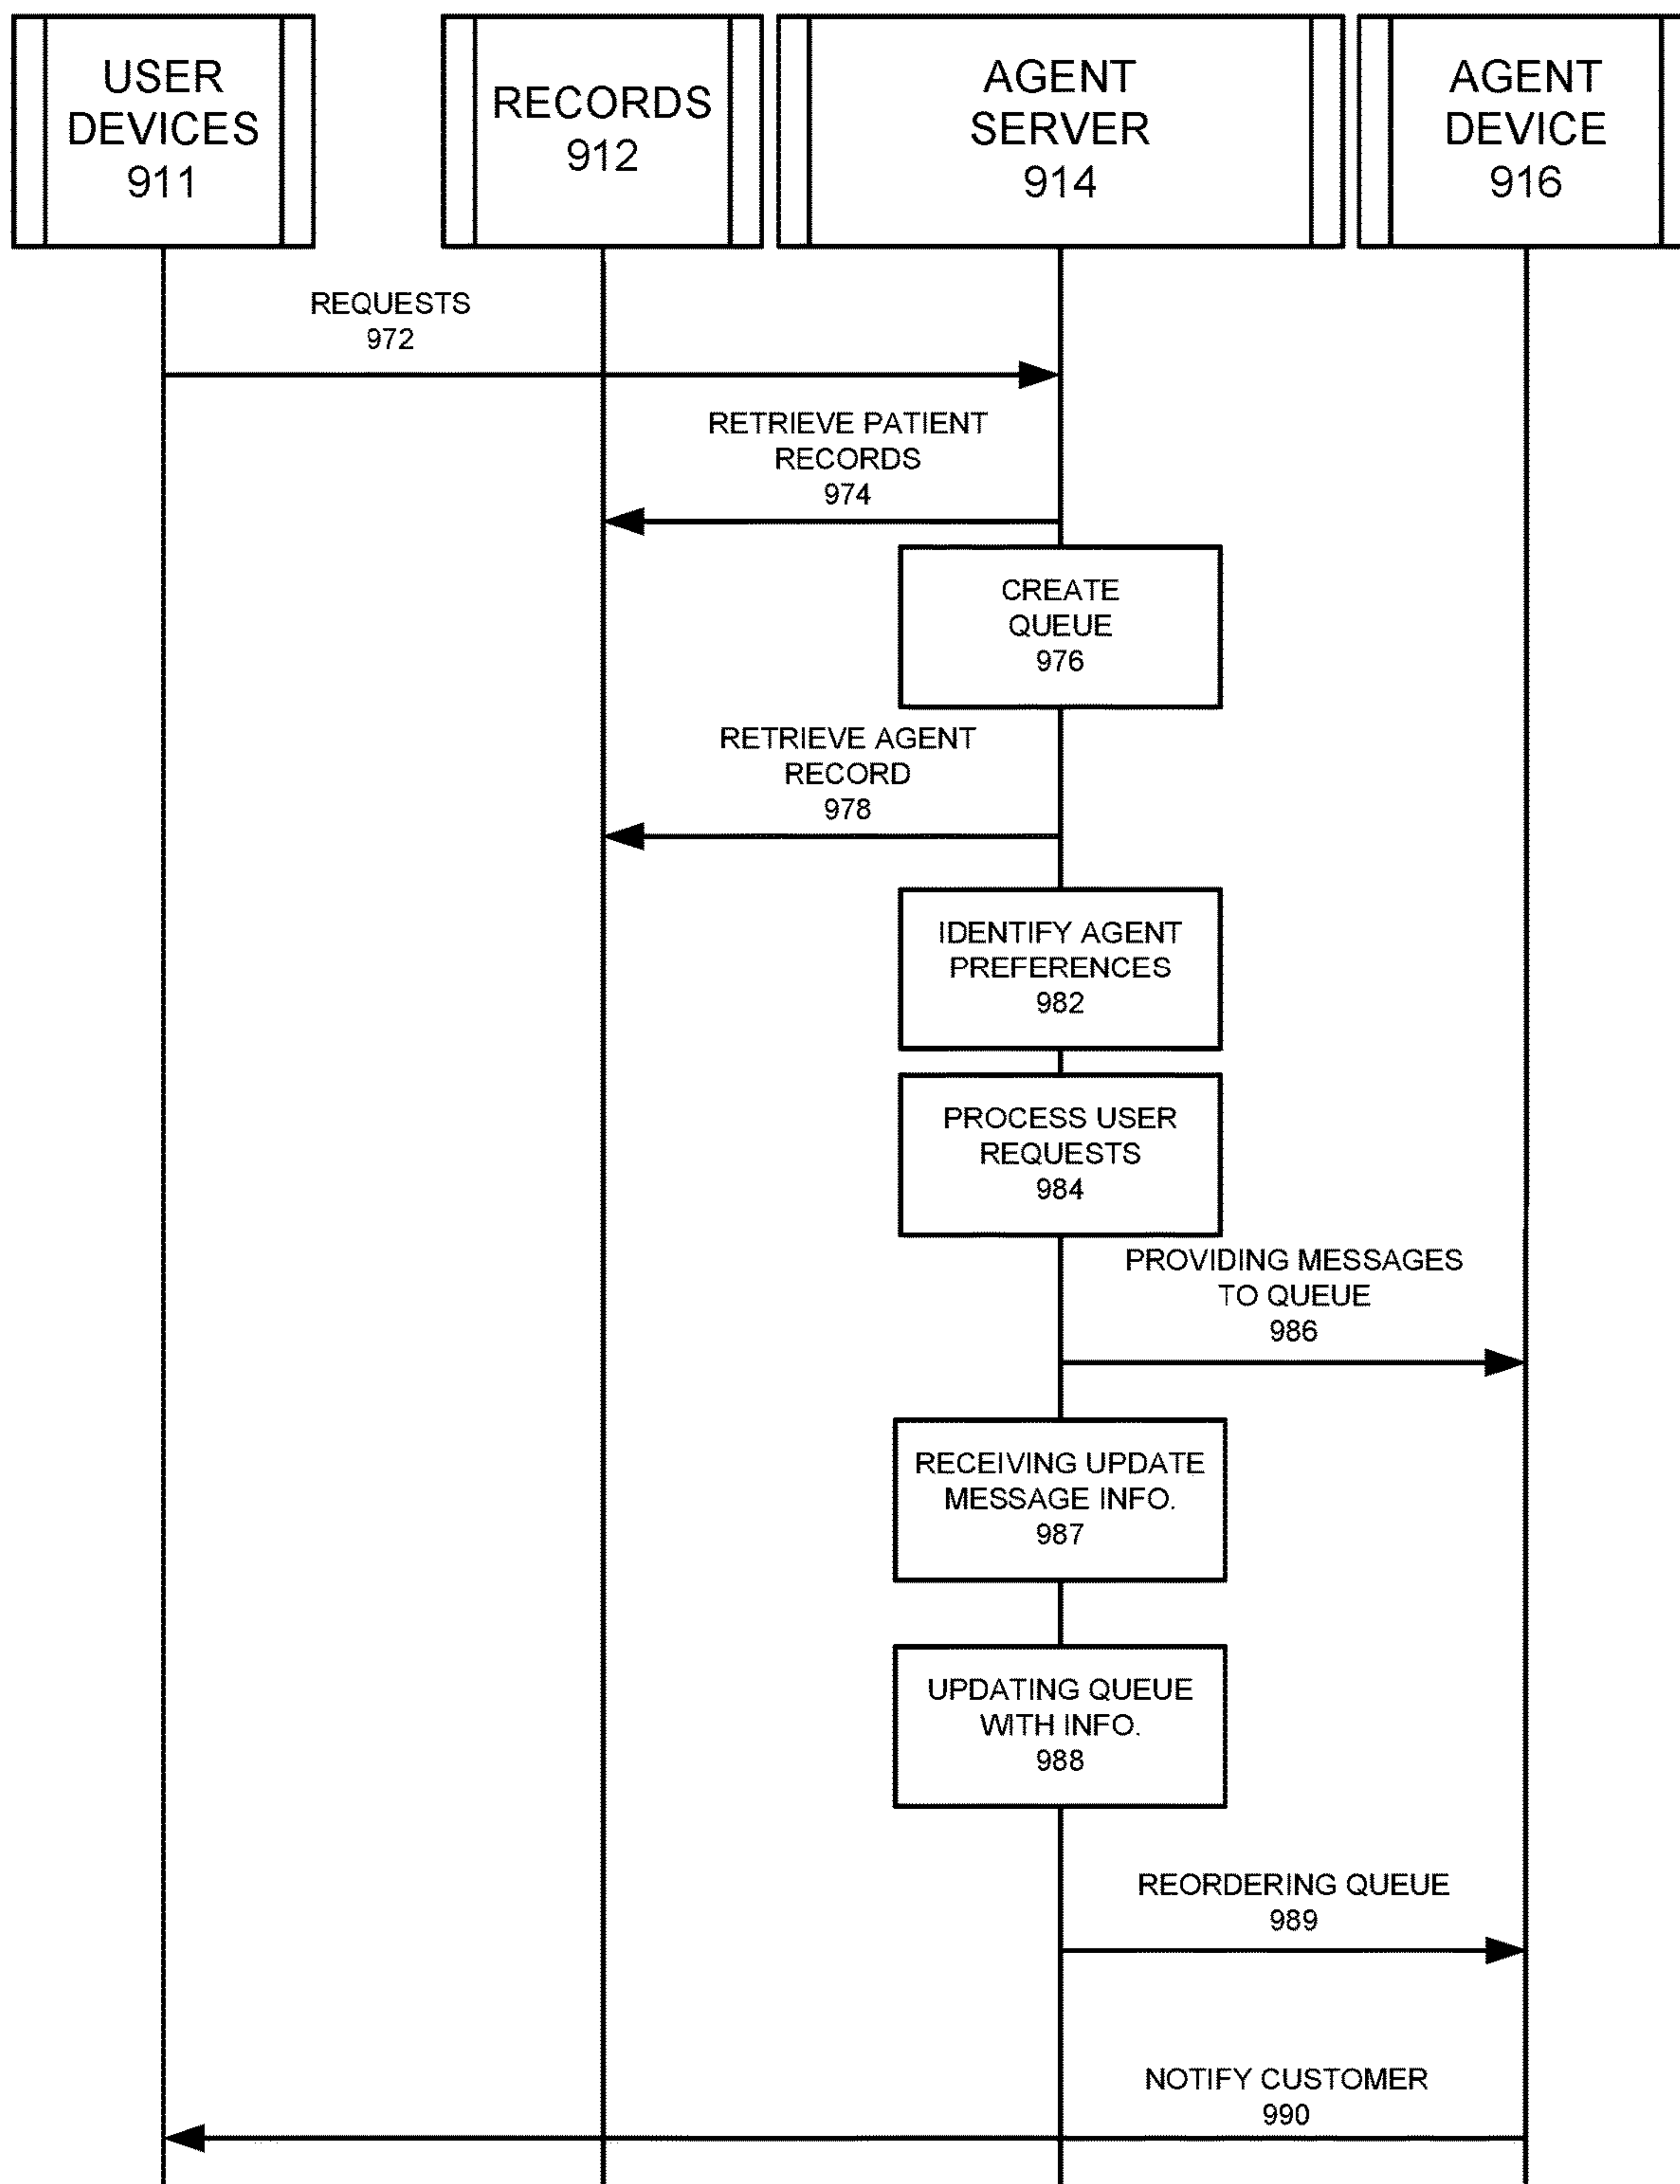 USER
DEVICES
911
RECORDS
912
AGENT
SERVER
914
AGENT
DEVICE
916
REQUESTS
972
RETRIEVE PATIENT
RECORDS
974
CREATE
QUEUE
976
RETRIEVE AGENT
RECORD
978
IDENTIFY AGENT
PREFERENCES
982
PROCESS USER
REQUESTS
984
PROVIDING MESSAGES
TO QUEUE
986
RECEIVING UPDATE
MESSAGE INFO.
987
UPDATING QUEUE
WITH INFO.
988
REORDERING QUEUE
989
NOTIFY CUSTOMER
990